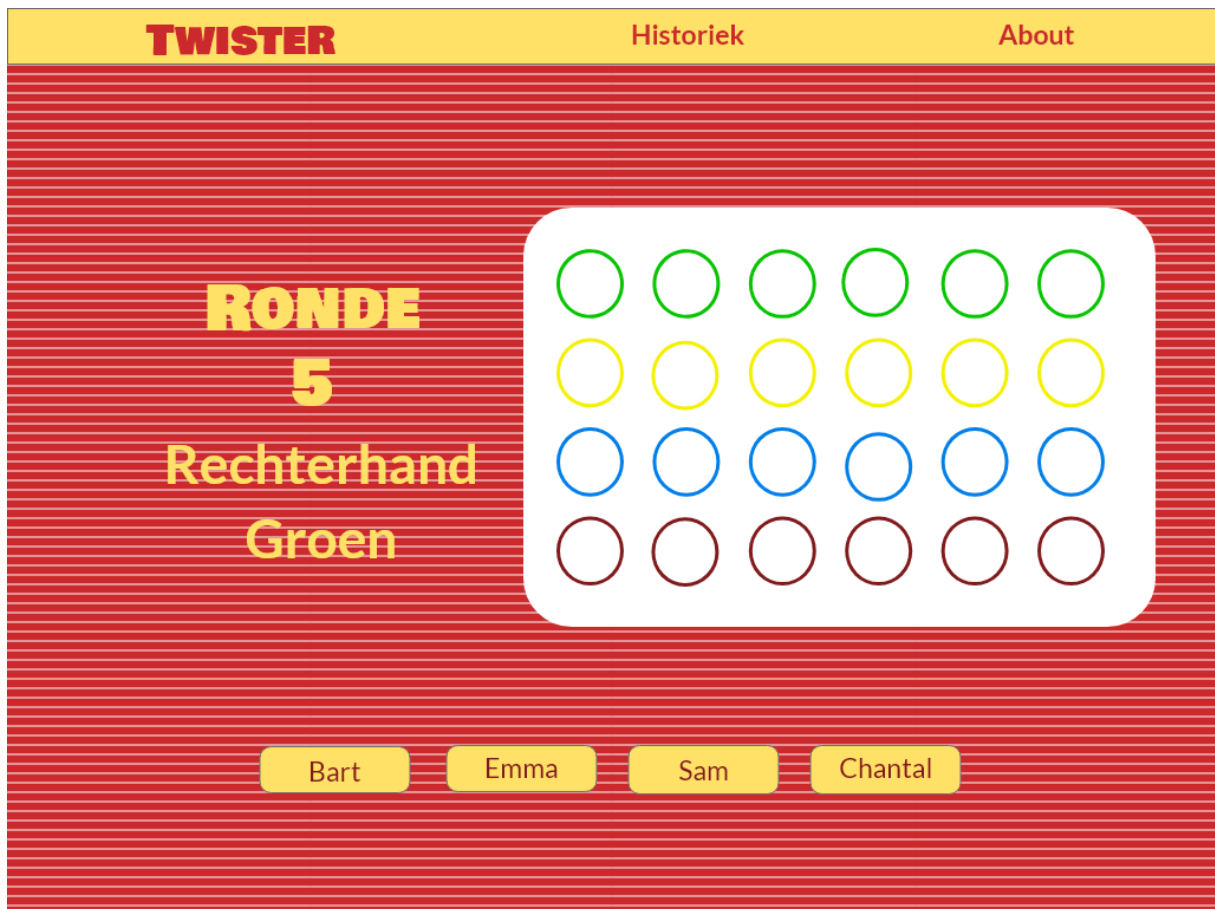 Twister
Historiek
About
Ronde
5
Rechterhand
Groen
Bart
Emma
Sam
Chantal